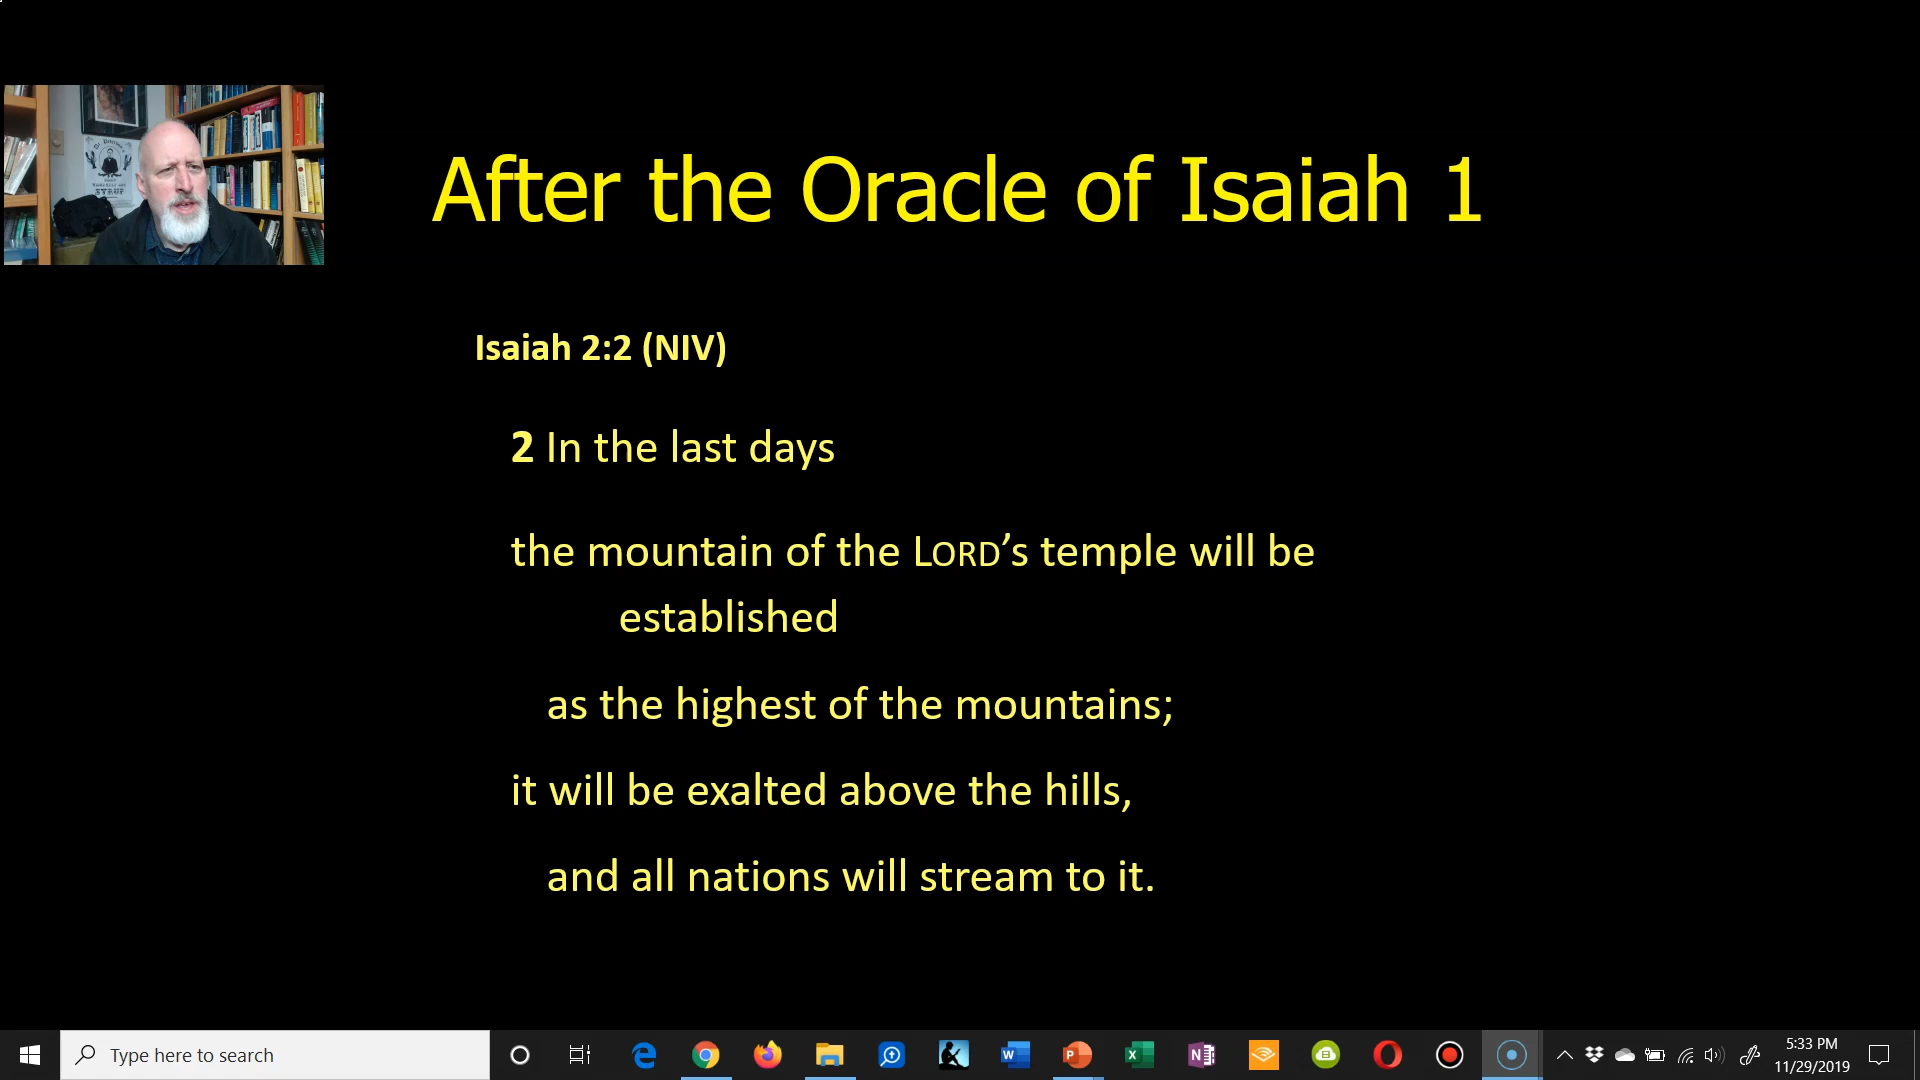 After the Oracle of Isaiah 1
Isaiah 2:2 (NIV)
2 In the last days
the mountain of the LORD’s temple will be
established
as the highest of the mountains;
it will be exalted above the hills,
and all nations will stream to it.
SYRUP
Type here to search
5:33 PM
11/29/2019